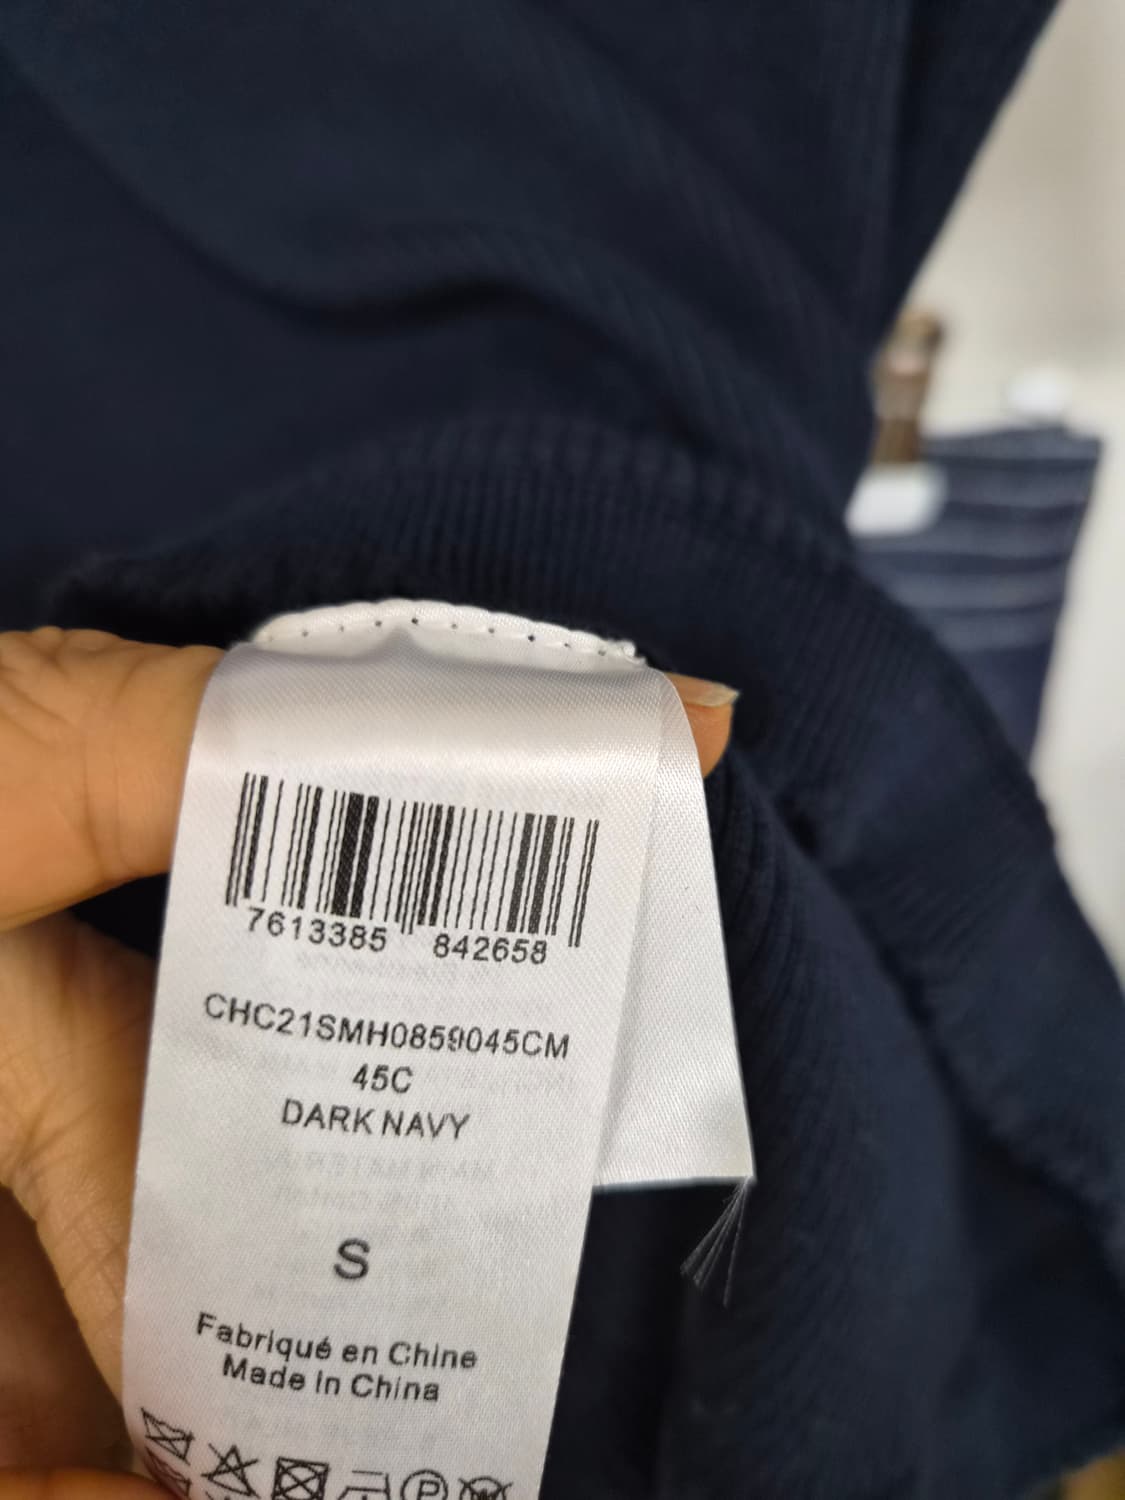 7613385 842658
CHC21SMH0859045CM
45C
DARK NAVY
S
Fabriqué en Chine
Made in China
P